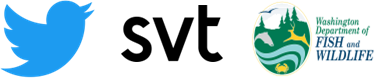 svt
Washington
Department of
FISH and
WILDLIFE